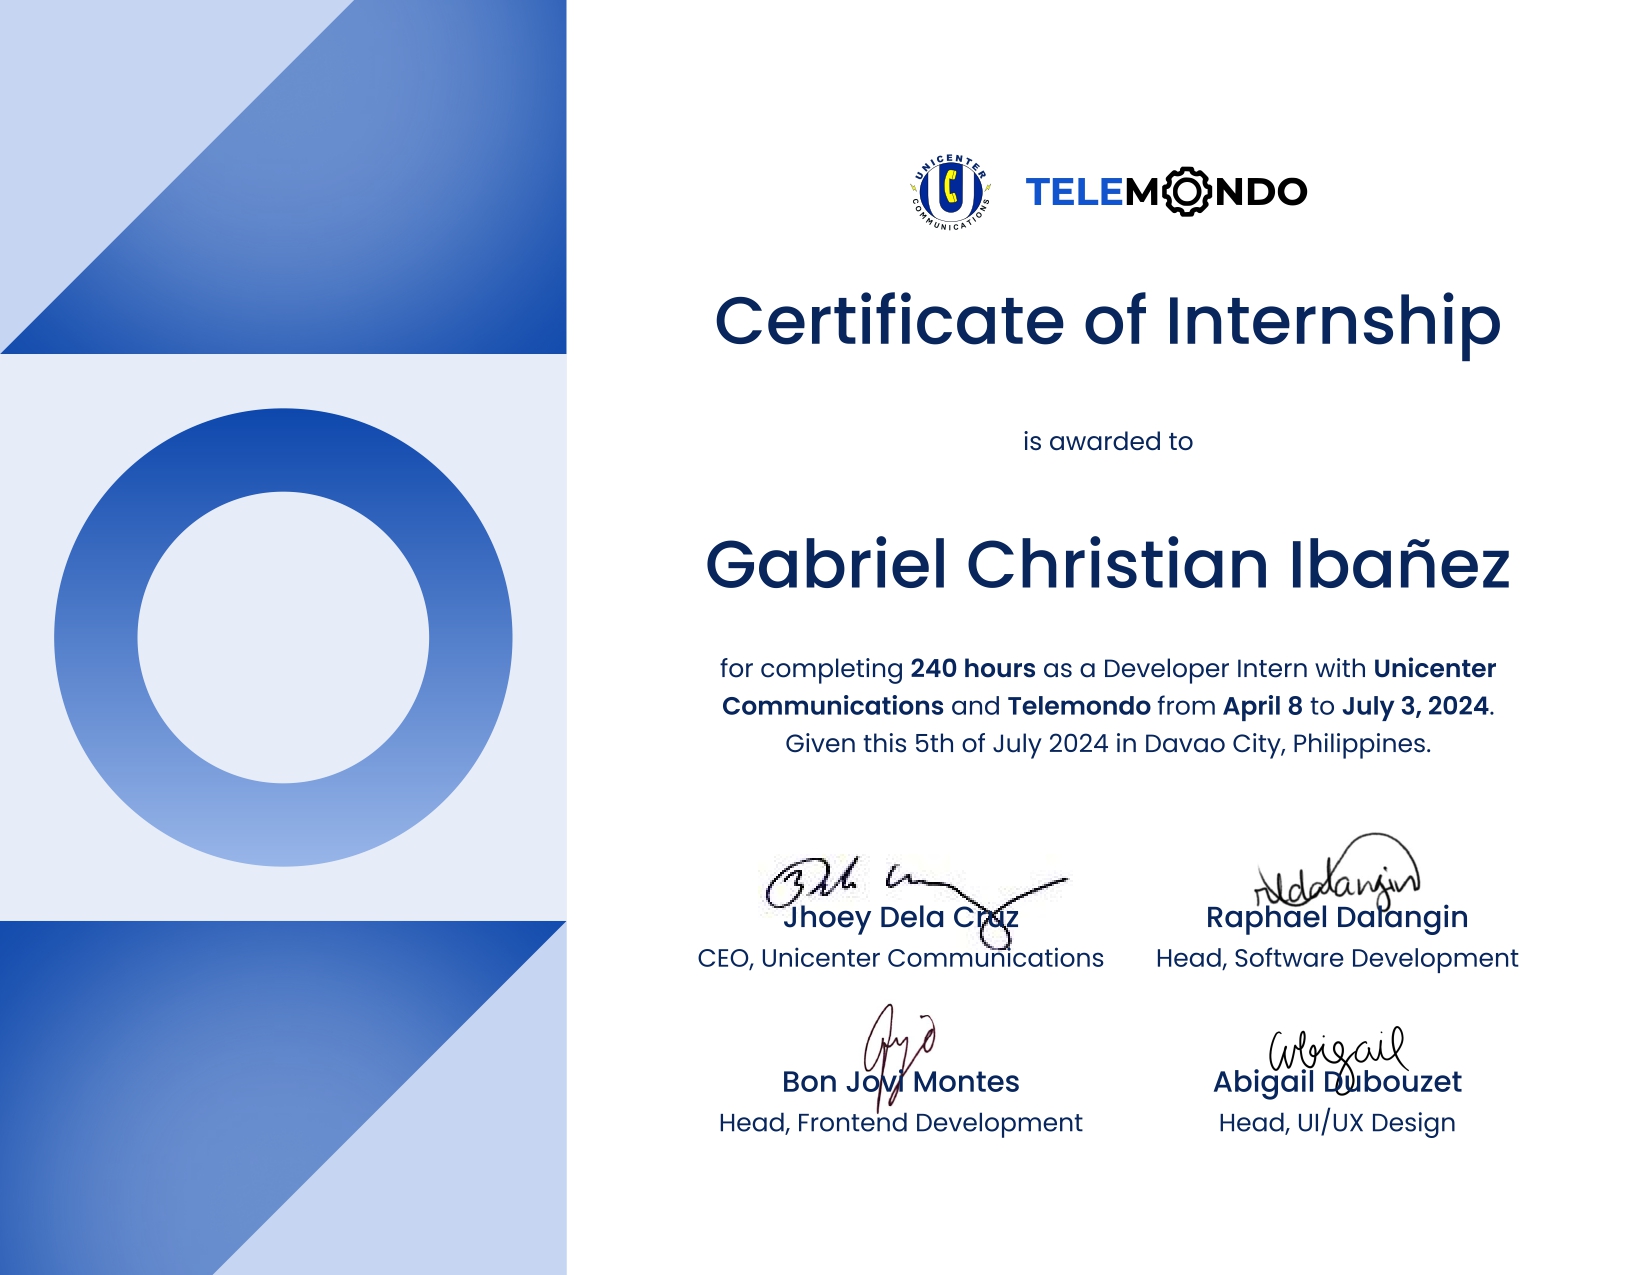 UNICENTER
COMMUNICATIONS
TELEMONDO
Certificate of Internship
is awarded to
Gabriel Christian Ibañez
for completing 240 hours as a Developer Intern with Unicenter
Communications and Telemondo from April 8 to July 3, 2024.
Given this 5th of July 2024 in Davao City, Philippines.
Jhoey Dela Cruz
CEO, Unicenter Communications
rldalangin
Raphael Dalangin
Head, Software Development
Bon Jovi Montes
Head, Frontend Development
Abigail
Abigail Dubouzet
Head, UI/UX Design